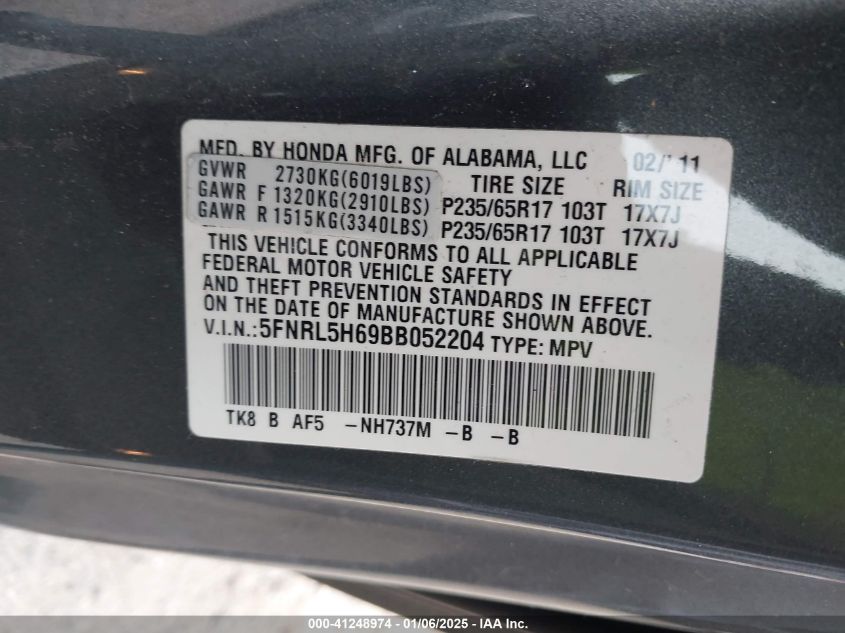 MFD. BY HONDA MFG. OF ALABAMA, LLC 02/'11
GVWR 2730KG(6019LBS) TIRE SIZE RIM SIZE
GAWR F 1320KG(2910LBS) P235/65R17 103T 17X7J
GAWR R 1515KG(3340LBS) P235/65R17 103T 17X7J
THIS VEHICLE CONFORMS TO ALL APPLICABLE
FEDERAL MOTOR VEHICLE SAFETY
AND THEFT PREVENTION STANDARDS IN EFFECT
ON THE DATE OF MANUFACTURE SHOWN ABOVE.
V.I.N.:5FNRL5H69BB052204 TYPE: MPV
TK8 B AF5 -NH737M -B -B
000-41248974 - 01/06/2025 - IAA Inc.